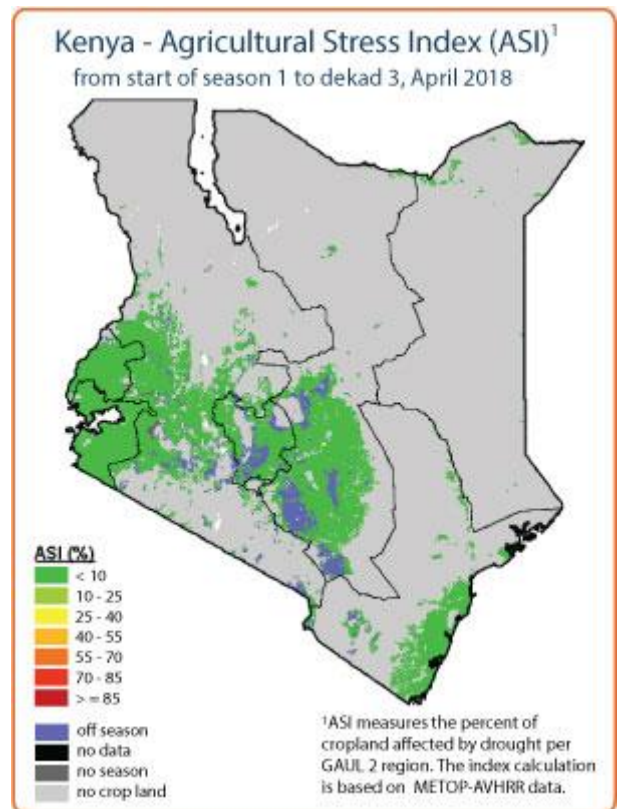 Kenya - Agricultural Stress Index (ASI)¹
from start of season 1 to dekad 3, April 2018
ASI (%)
< 10
10 - 25
25 - 40
40 - 55
55 - 70
70 - 85
> = 85
off season
no data
no season
no crop land
¹ASI measures the percent of
cropland affected by drought per
GAUL 2 region. The index calculation
is based on METOP-AVHRR data.